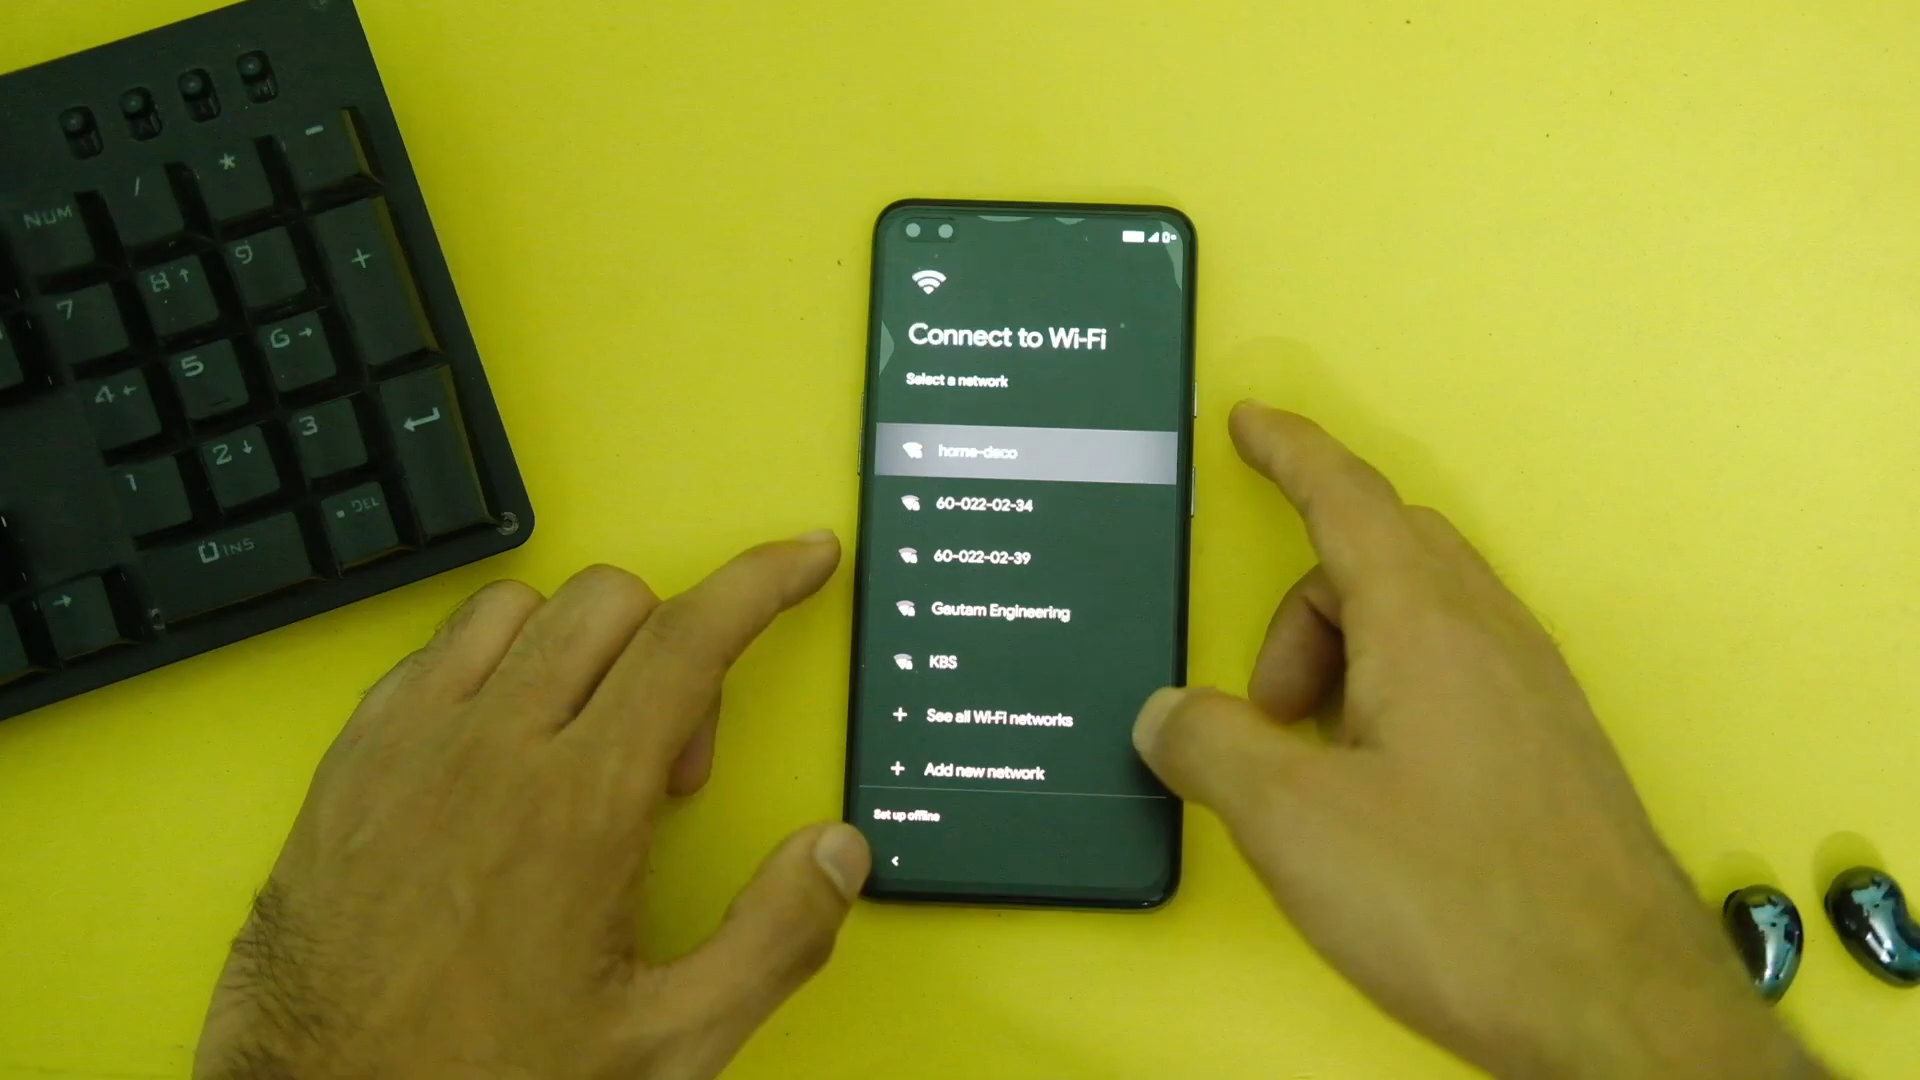 NUM / * -
7 8↑ 9 +
4← 5 6→
1 2↓ 3
0 INS . DEL
→
Connect to Wi-Fi
Select a network
home-deco
60-022-02-34
60-022-02-39
Gautam Engineering
KBS
+ See all Wi-Fi networks
+ Add new network
Set up offline